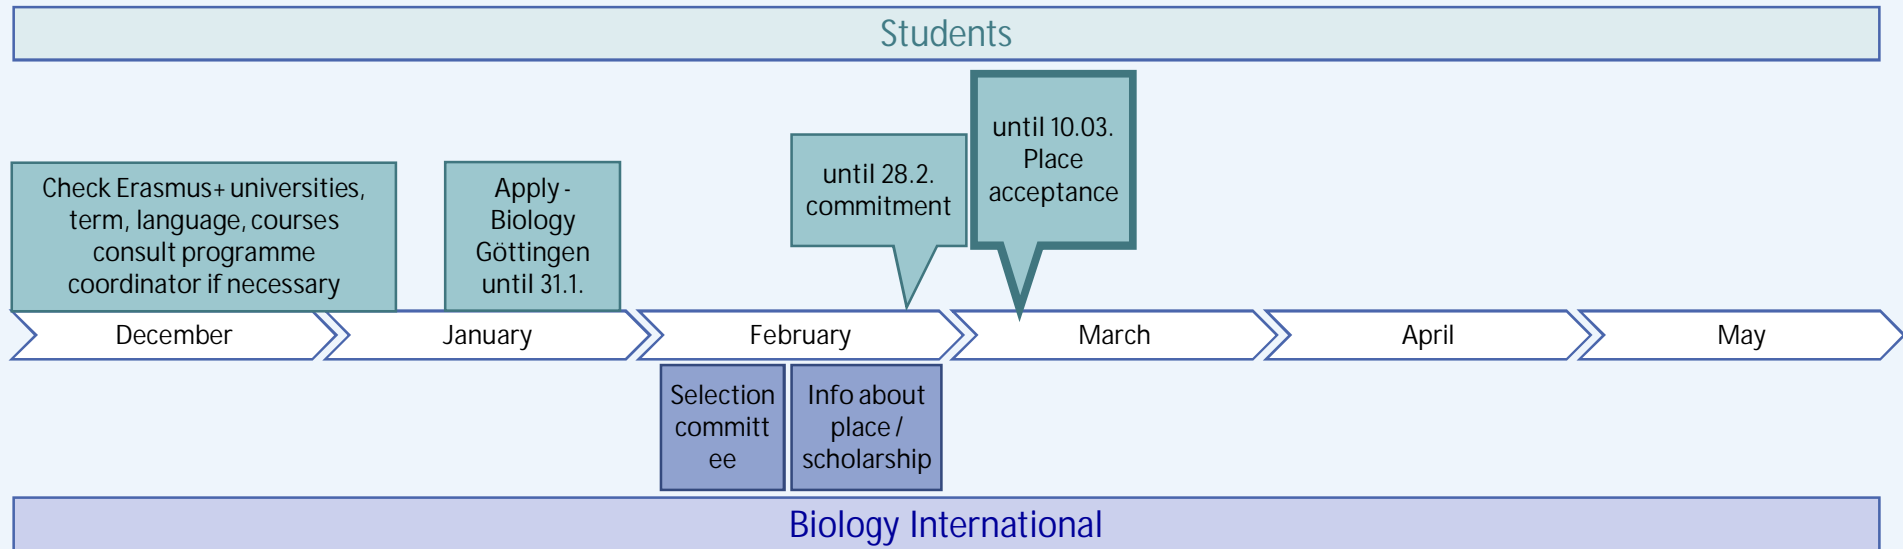 Students
Check Erasmus+ universities,
term, language, courses
consult programme
coordinator if necessary
Apply -
Biology
Göttingen
until 31.1.
until 28.2.
commitment
until 10.03.
Place
acceptance
December
January
February
March
April
May
Selection
committ
ee
Info about
place /
scholarship
Biology International